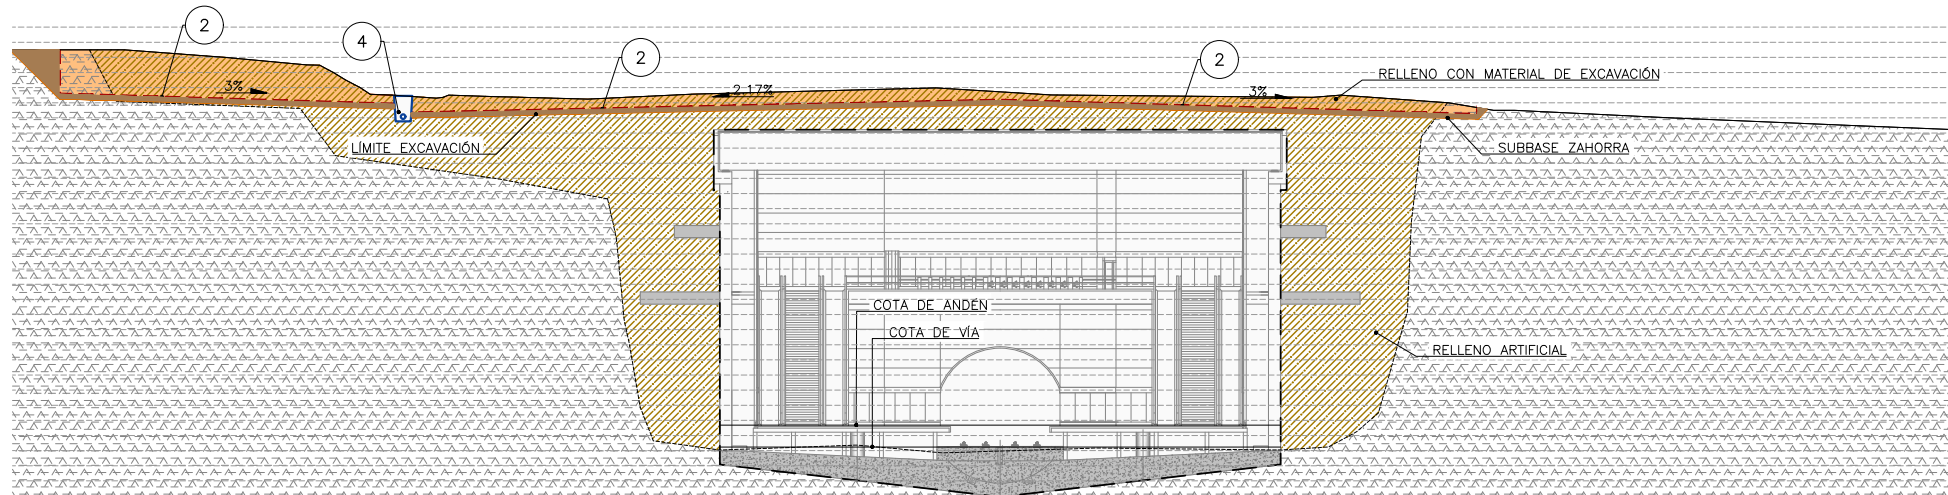 2
4
2
2
RELLENO CON MATERIAL DE EXCAVACIÓN
3%
2.17%
3%
LÍMITE EXCAVACIÓN
SUBBASE ZAHORRA
COTA DE ANDÉN
COTA DE VÍA
RELLENO ARTIFICIAL